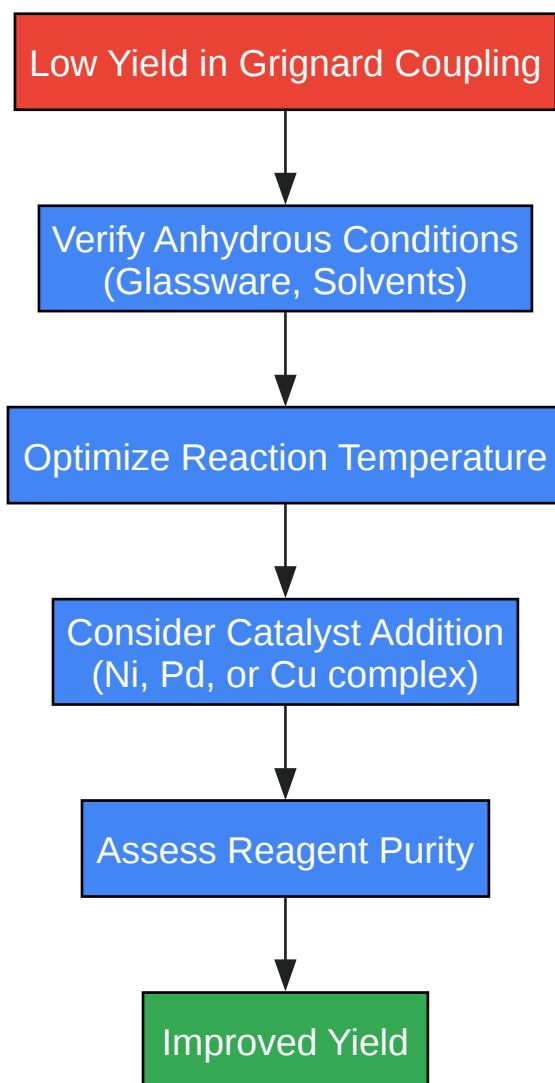 Low Yield in Grignard Coupling
Verify Anhydrous Conditions
(Glassware, Solvents)
Optimize Reaction Temperature
Consider Catalyst Addition
(Ni, Pd, or Cu complex)
Assess Reagent Purity
Improved Yield